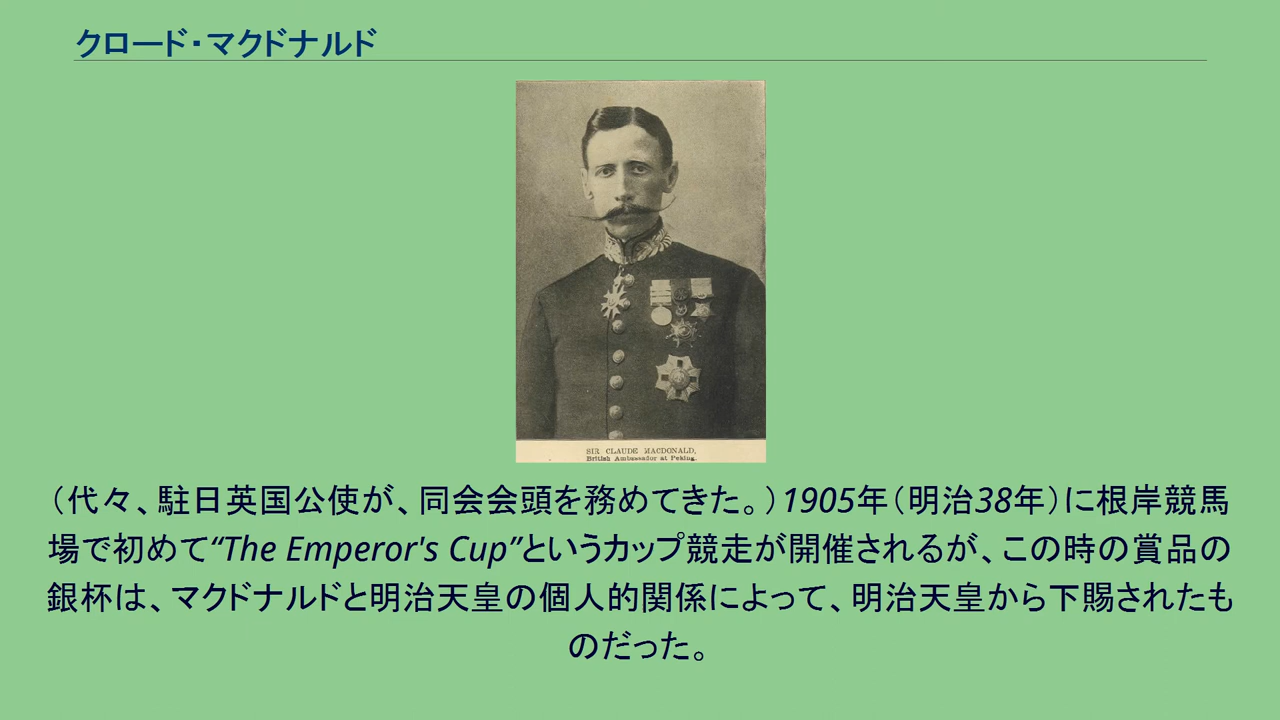 クロード・マクドナルド
SIR CLAUDE MACDONALD,
British Ambassador at Peking.
（代々、駐日英国公使が、同会会頭を務めてきた。）1905年（明治38年）に根岸競馬
場で初めて“The Emperor's Cup”というカップ競走が開催されるが、この時の賞品の
銀杯は、マクドナルドと明治天皇の個人的関係によって、明治天皇から下賜されたも
のだった。